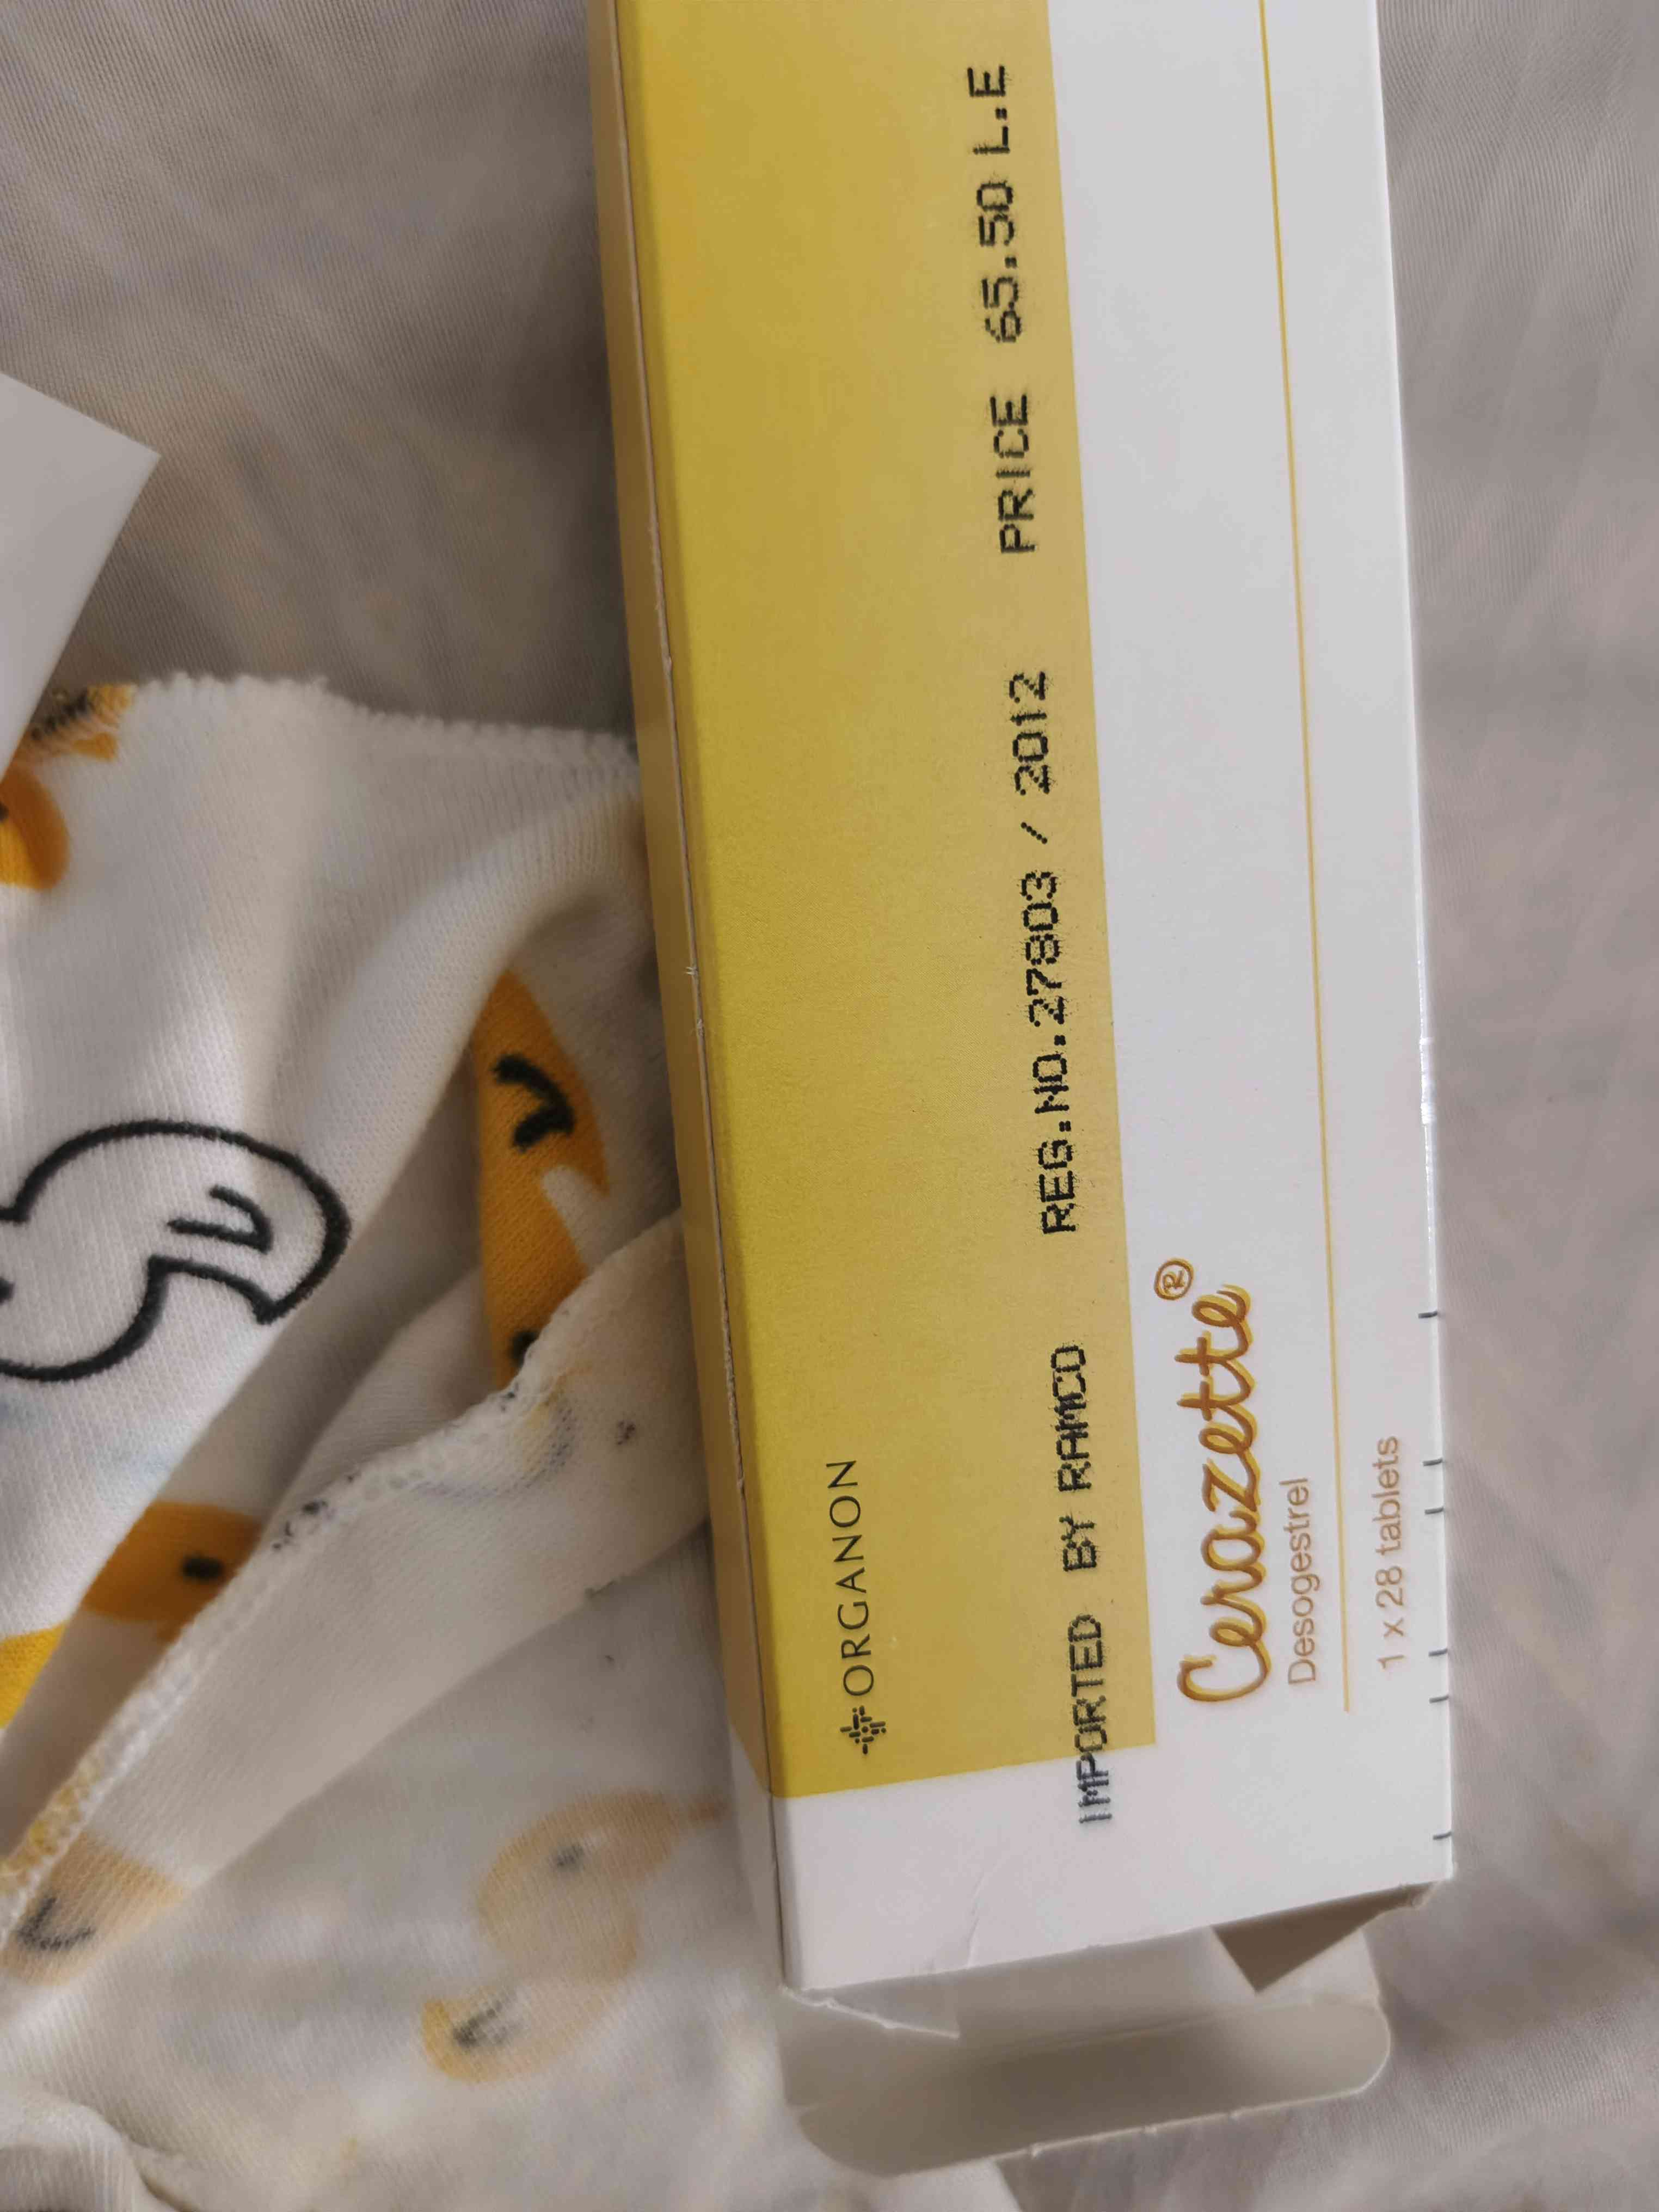 ORGANON
IMPORTED BY RAMCO REG.NO.27803 / 2012 PRICE 65.50 L.E
Cerazette®
Desogestrel
1 x 28 tablets